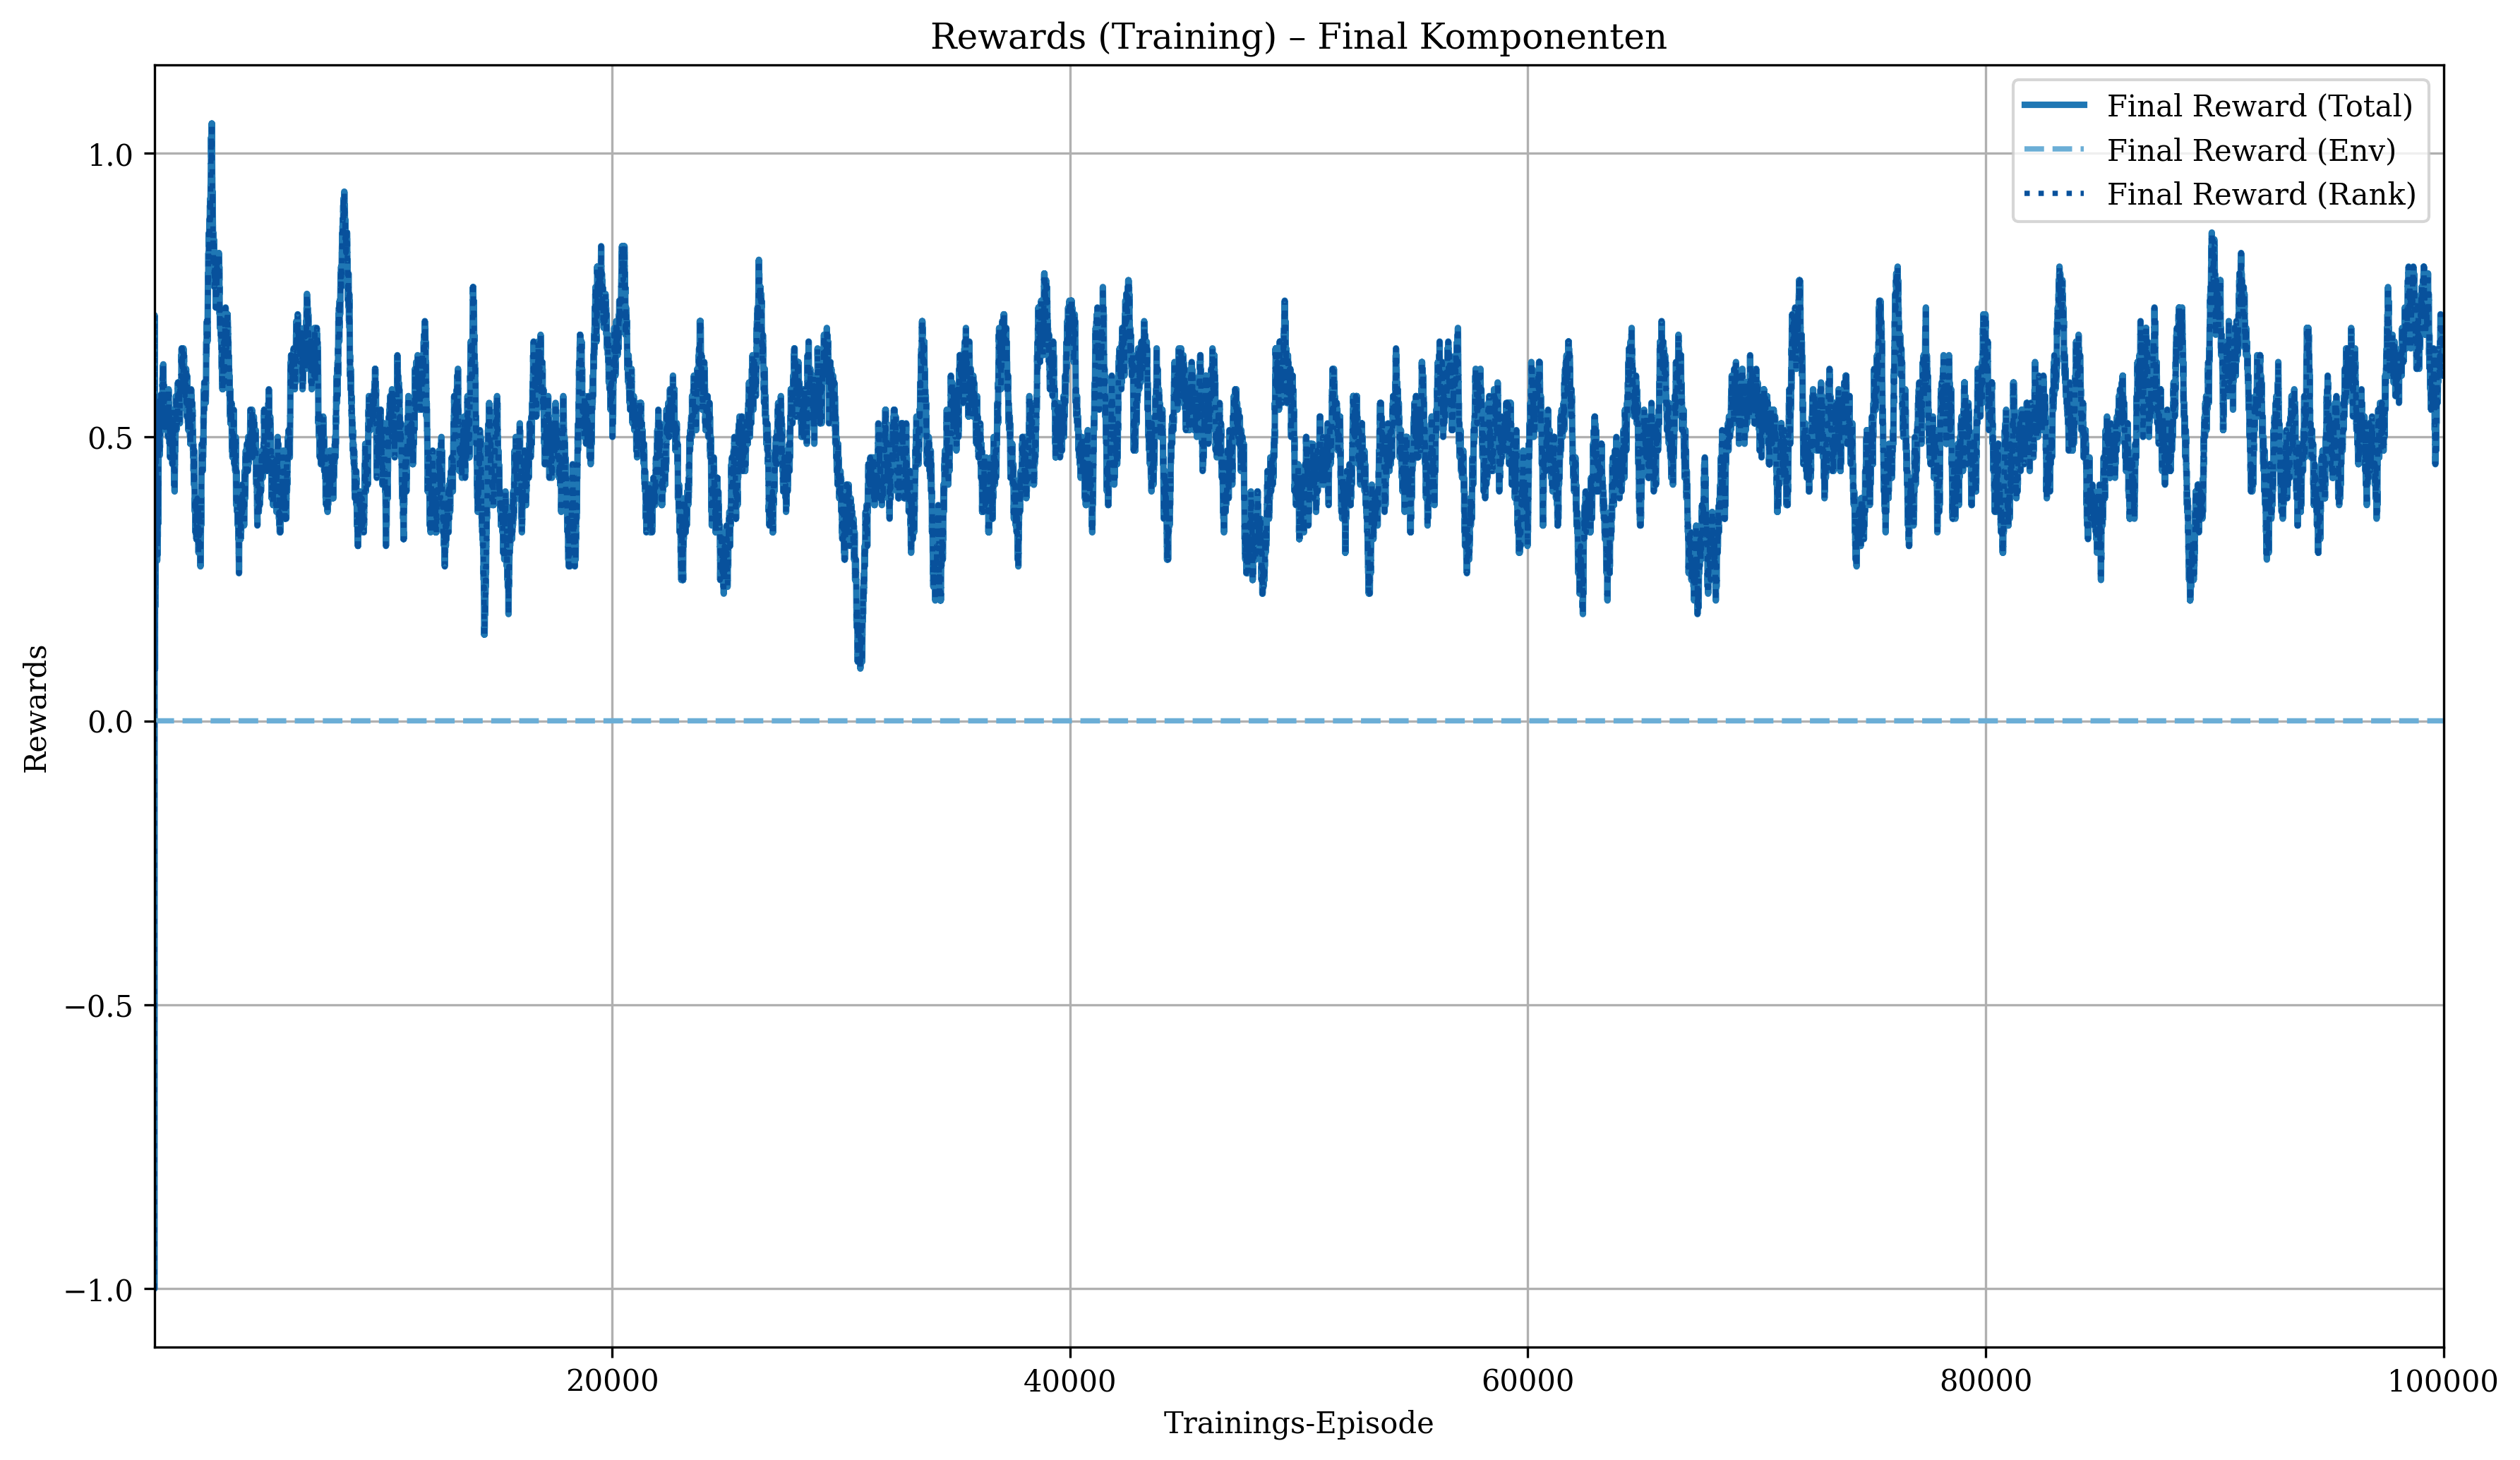 Rewards (Training) – Final Komponenten
Final Reward (Total)
Final Reward (Env)
Final Reward (Rank)
1.0
0.5
0.0
−0.5
−1.0
Rewards
20000
40000
60000
80000
100000
Trainings-Episode